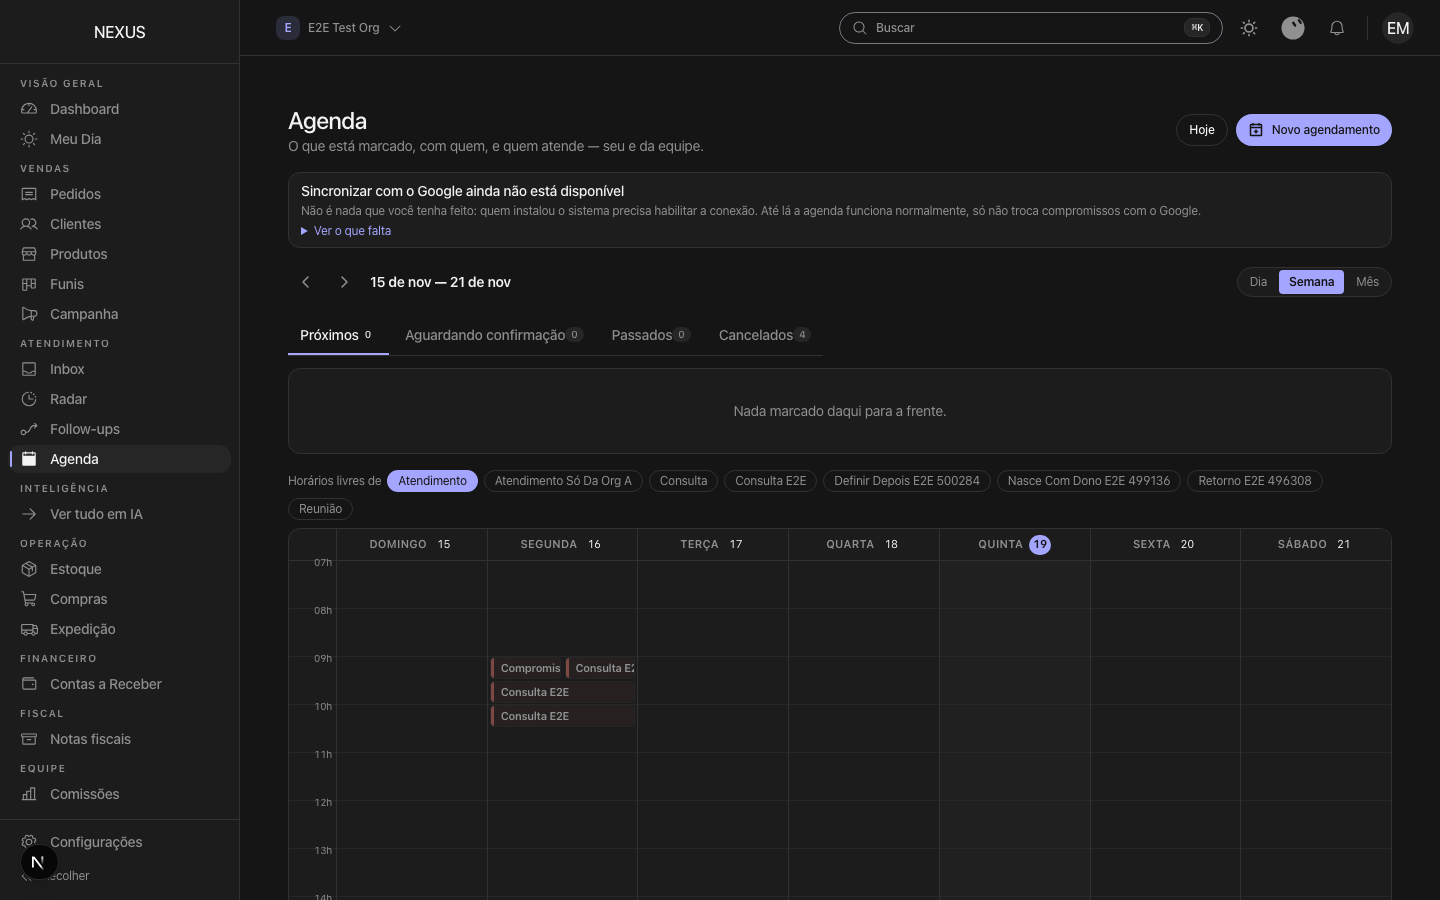 NEXUS
VISÃO GERAL
Dashboard
Meu Dia
VENDAS
Pedidos
Clientes
Produtos
Funis
Campanha
ATENDIMENTO
Inbox
Radar
Follow-ups
Agenda
INTELIGÊNCIA
Ver tudo em IA
OPERAÇÃO
Estoque
Compras
Expedição
FINANCEIRO
Contas a Receber
FISCAL
Notas fiscais
EQUIPE
Comissões
Configurações
N
ecolher
E E2E Test Org
Buscar ⌘K
EM
Agenda
O que está marcado, com quem, e quem atende — seu e da equipe.
Hoje
Novo agendamento
Sincronizar com o Google ainda não está disponível
Não é nada que você tenha feito: quem instalou o sistema precisa habilitar a conexão. Até lá a agenda funciona normalmente, só não troca compromissos com o Google.
Ver o que falta
15 de nov — 21 de nov
Dia Semana Mês
Próximos 0 Aguardando confirmação 0 Passados 0 Cancelados 4
Nada marcado daqui para a frente.
Horários livres de Atendimento Atendimento Só Da Org A Consulta Consulta E2E Definir Depois E2E 500284 Nasce Com Dono E2E 499136 Retorno E2E 496308
Reunião
DOMINGO 15 SEGUNDA 16 TERÇA 17 QUARTA 18 QUINTA 19 SEXTA 20 SÁBADO 21
07h
08h
09h
Compromis Consulta E2
Consulta E2E
10h
Consulta E2E
11h
12h
13h
14h